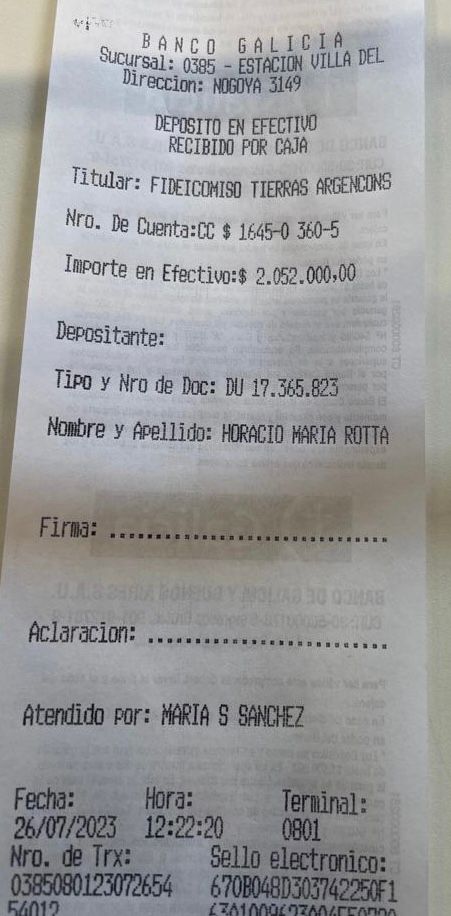 BANCO GALICIA
Sucursal: 0385 - ESTACION VILLA DEL
Direccion: NOGOYA 3149
DEPOSITO EN EFECTIVO
RECIBIDO POR CAJA
Titular: FIDEICOMISO TIERRAS ARGENCONS
Nro. De Cuenta:CC $ 1645-0 360-5
Importe en Efectivo:$ 2.052.000,00
Depositante:
Tipo y Nro de Doc: DU 17.365.823
Nombre y Apellido: HORACIO MARIA ROTTA
Firma: ..............................
Aclaracion: ..........................
Atendido por: MARIA S SANCHEZ
Fecha: Hora: Terminal:
26/07/2023 12:22:20 0801
Nro. de Trx: Sello electronico:
0385080123072654 670B048D303742250F1
54012